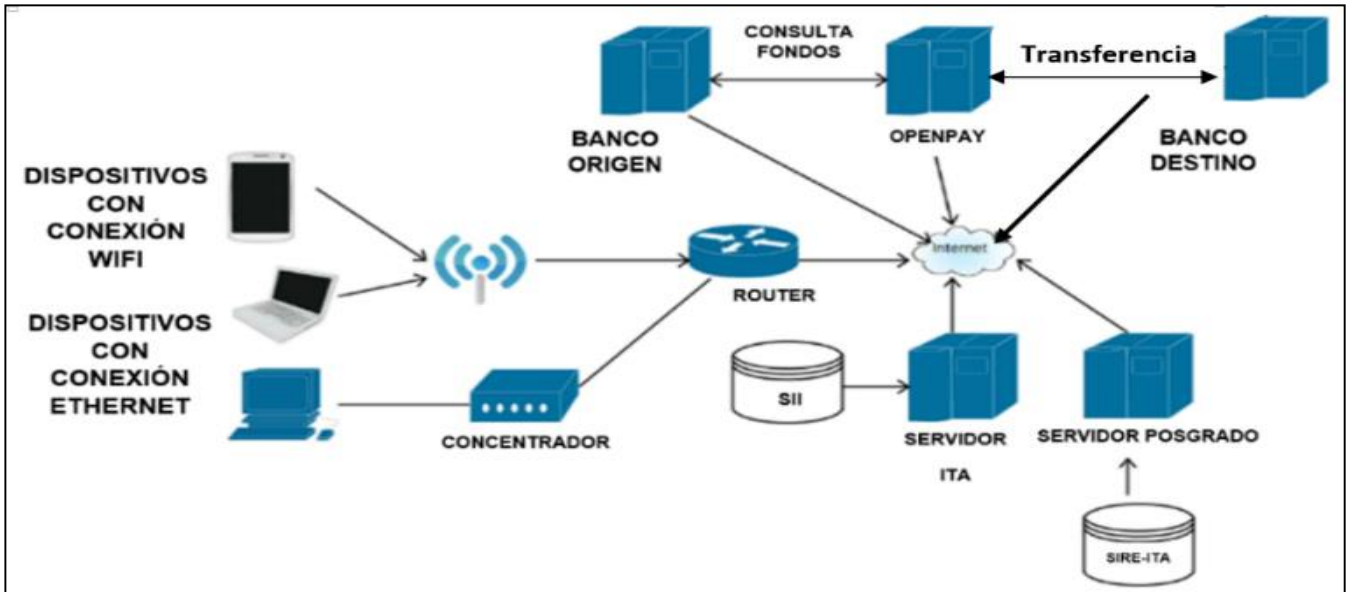 CONSULTA
FONDOS
Transferencia
BANCO
ORIGEN
OPENPAY
BANCO
DESTINO
DISPOSITIVOS
CON
CONEXIÓN
WIFI
Internet
ROUTER
DISPOSITIVOS
CON
CONEXIÓN
ETHERNET
CONCENTRADOR
SII
SERVIDOR
ITA
SERVIDOR POSGRADO
SIRE-ITA